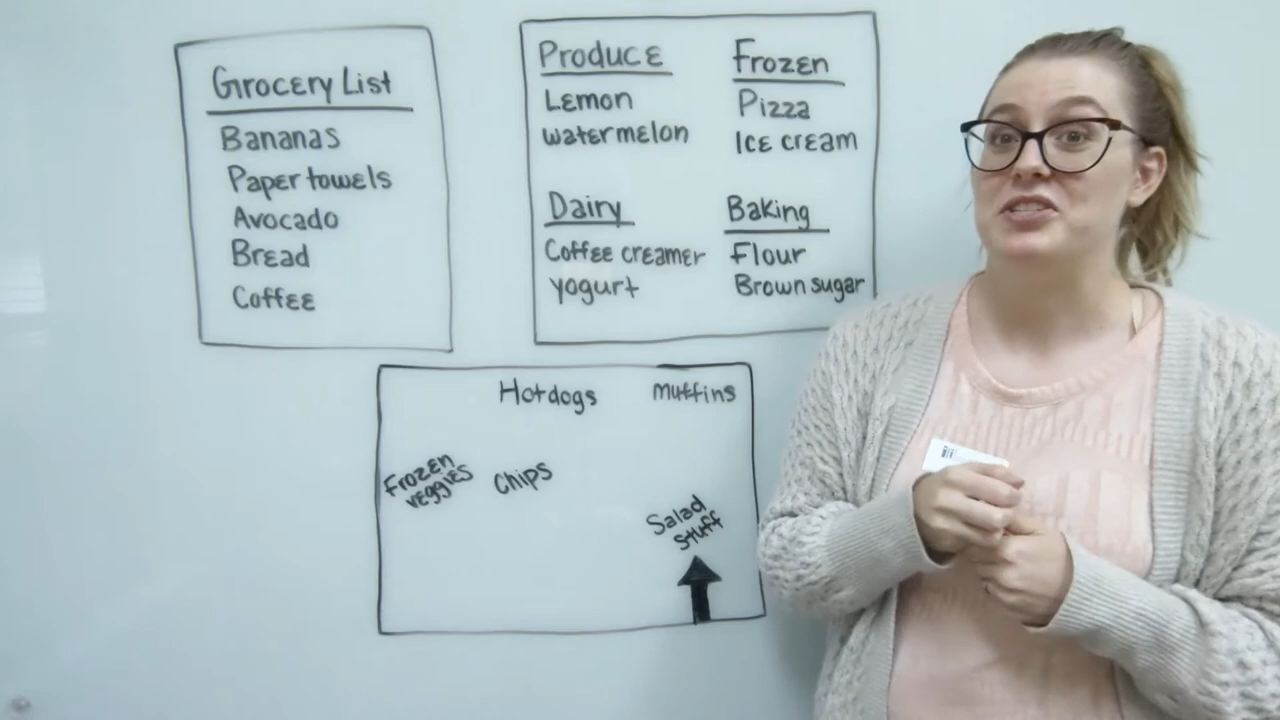 Grocery List
Bananas
Paper towels
Avocado
Bread
Coffee
Produce
Lemon
watermelon
Frozen
Pizza
Ice cream
Dairy
Coffee creamer
yogurt
Baking
Flour
Brown sugar
Hotdogs
muffins
Frozen
veggies
Chips
Salad
stuff